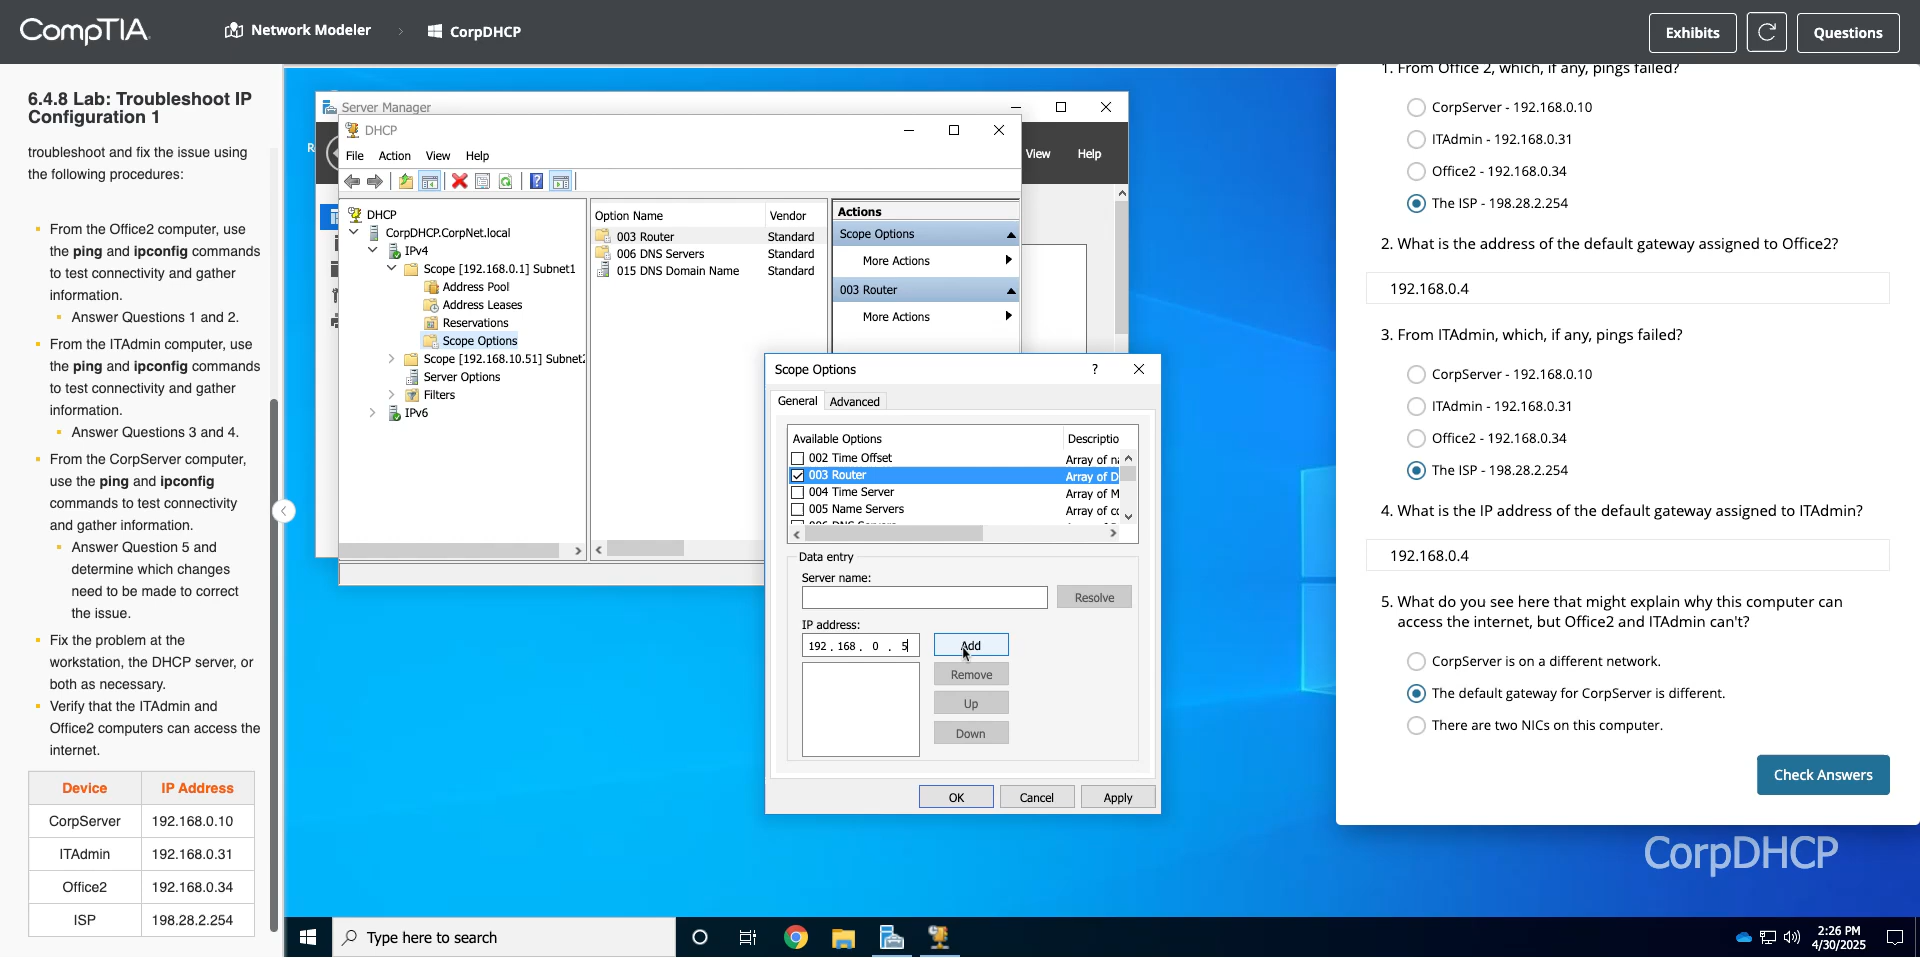 CompTIA
Network Modeler
CorpDHCP
Exhibits
Questions
6.4.8 Lab: Troubleshoot IP
Configuration 1
troubleshoot and fix the issue using
the following procedures:
From the Office2 computer, use
the ping and ipconfig commands
to test connectivity and gather
information.
Answer Questions 1 and 2.
From the ITAdmin computer, use
the ping and ipconfig commands
to test connectivity and gather
information.
Answer Questions 3 and 4.
From the CorpServer computer,
use the ping and ipconfig
commands to test connectivity
and gather information.
Answer Question 5 and
determine which changes
need to be made to correct
the issue.
Fix the problem at the
workstation, the DHCP server, or
both as necessary.
Verify that the ITAdmin and
Office2 computers can access the
internet.
Device IP Address
CorpServer 192.168.0.10
ITAdmin 192.168.0.31
Office2 192.168.0.34
ISP 198.28.2.254
Server Manager
View Help
DHCP
File Action View Help
DHCP
CorpDHCP.CorpNet.local
IPv4
Scope [192.168.0.1] Subnet1
Address Pool
Address Leases
Reservations
Scope Options
Scope [192.168.10.51] Subnet2
Server Options
Filters
IPv6
Option Name Vendor
003 Router Standard
006 DNS Servers Standard
015 DNS Domain Name Standard
Actions
Scope Options
More Actions
003 Router
More Actions
Scope Options
General Advanced
Available Options Descriptio
002 Time Offset Array of na
003 Router Array of D
004 Time Server Array of M
005 Name Servers Array of co
006 DNS Servers
Data entry
Server name:
Resolve
IP address:
192 . 168 . 0 . 5
Add
Remove
Up
Down
OK Cancel Apply
1. From Office 2, which, if any, pings failed?
CorpServer - 192.168.0.10
ITAdmin - 192.168.0.31
Office2 - 192.168.0.34
The ISP - 198.28.2.254
2. What is the address of the default gateway assigned to Office2?
192.168.0.4
3. From ITAdmin, which, if any, pings failed?
CorpServer - 192.168.0.10
ITAdmin - 192.168.0.31
Office2 - 192.168.0.34
The ISP - 198.28.2.254
4. What is the IP address of the default gateway assigned to ITAdmin?
192.168.0.4
5. What do you see here that might explain why this computer can
access the internet, but Office2 and ITAdmin can't?
CorpServer is on a different network.
The default gateway for CorpServer is different.
There are two NICs on this computer.
Check Answers
CorpDHCP
Type here to search
2:26 PM
4/30/2025